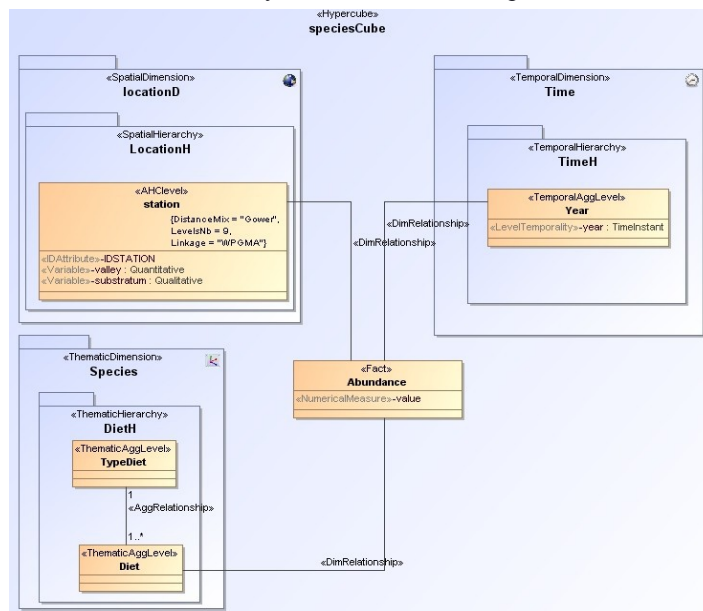 «Hypercube»
speciesCube
«SpatialDimension»
locationD
«SpatialHierarchy»
LocationH
«AHClevel»
station
{DistanceMix = "Gower",
LevelsNb = 9,
Linkage = "WPGMA"}
«IDAttribute»-IDSTATION
«Variable»-valley : Quantitative
«Variable»-substratum : Qualitative
«TemporalDimension»
Time
«TemporalHierarchy»
TimeH
«TemporalAggLevel»
Year
«LevelTemporality»-year : TimeInstant
«DimRelationship»
«DimRelationship»
«Fact»
Abundance
«NumericalMeasure»-value
«ThematicDimension»
Species
«ThematicHierarchy»
DietH
«ThematicAggLevel»
TypeDiet
1
«AggRelationship»
1..*
«ThematicAggLevel»
Diet
«DimRelationship»